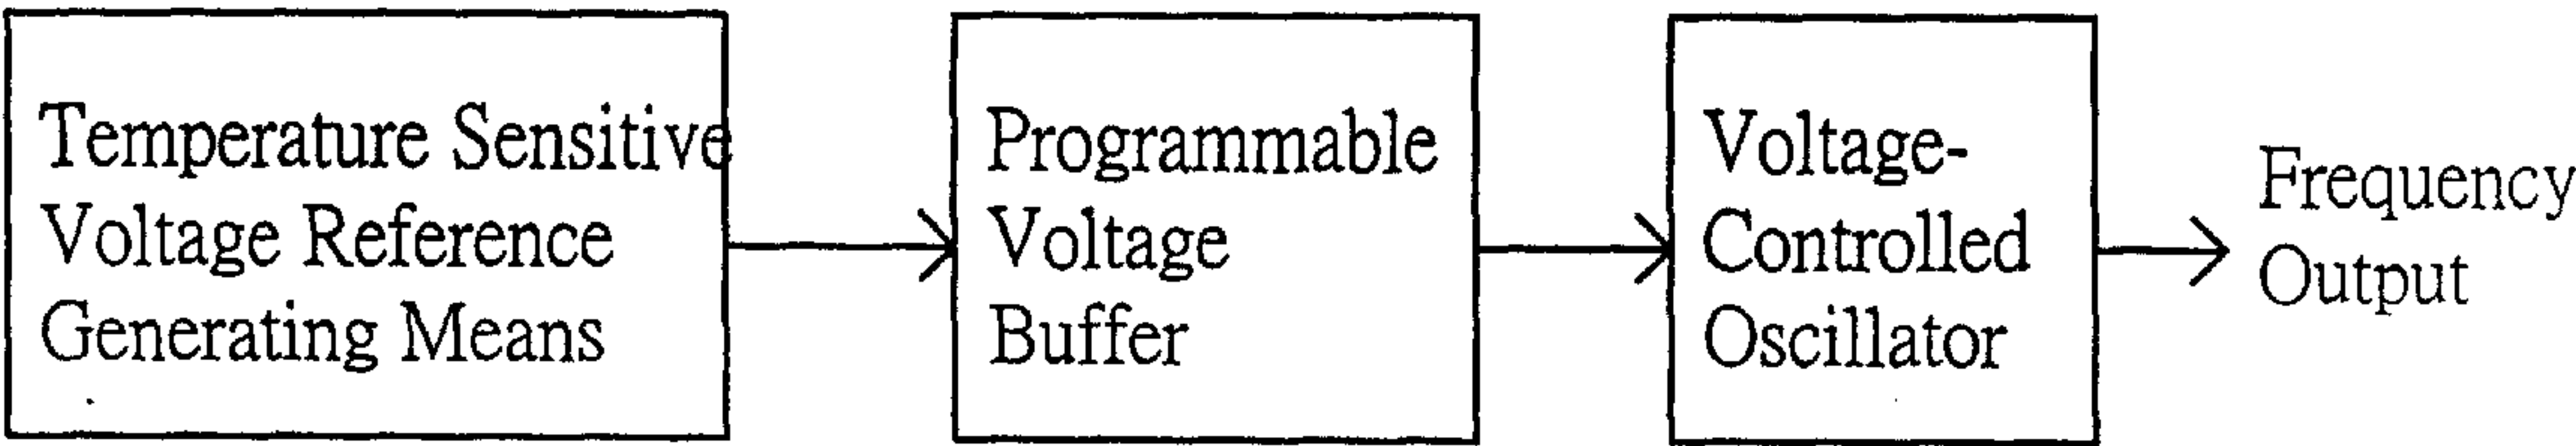 Temperature Sensitive
Voltage Reference
Generating Means
Programmable
Voltage
Buffer
Voltage-
Controlled
Oscillator
Frequency
Output